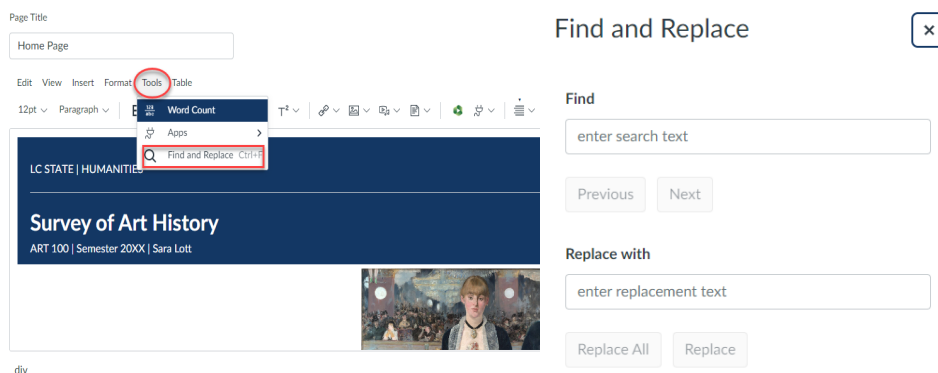 Page Title
Home Page
Edit View Insert Format Tools Table
12pt Paragraph
Word Count
Apps
Find and Replace Ctrl+F
LC STATE | HUMANITIES
Survey of Art History
ART 100 | Semester 20XX | Sara Lott
div
Find and Replace
Find
enter search text
Previous Next
Replace with
enter replacement text
Replace All Replace